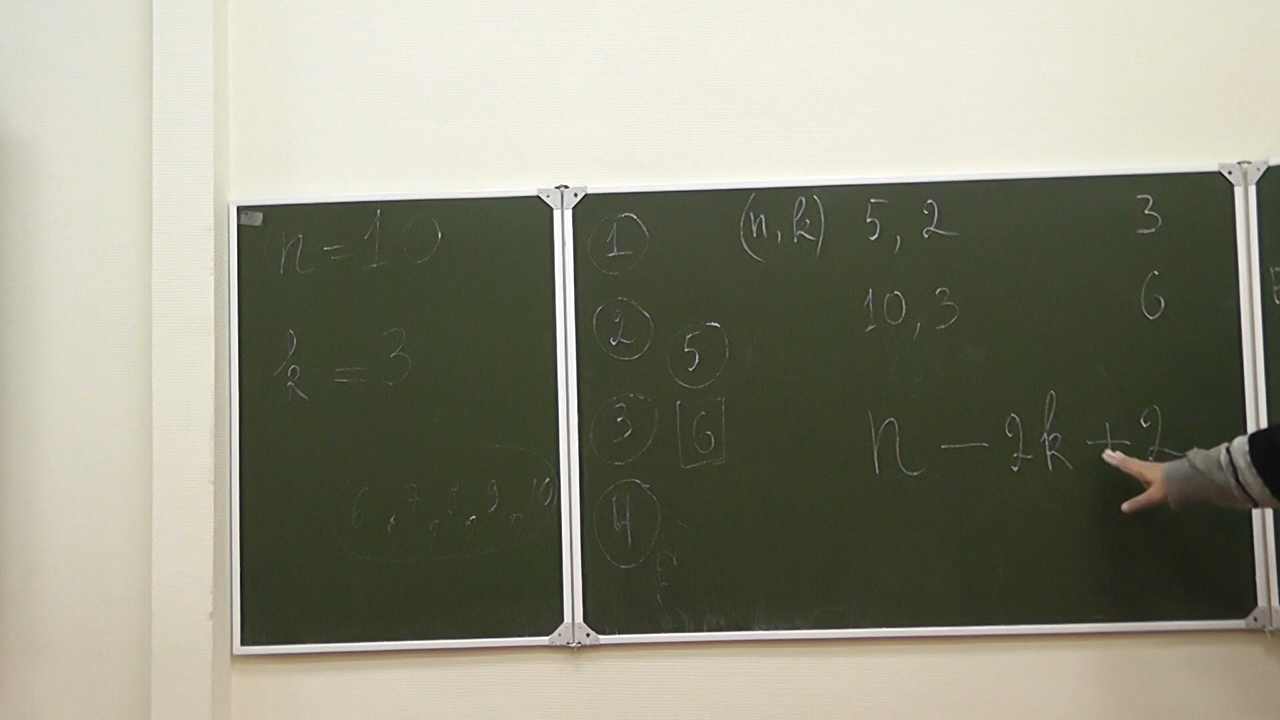 n = 10
k = 3
6, 7, 8, 9, 10
1
2
5
3
6
4
(n, k) 5, 2 3
10, 3 6
n - 2k + 2